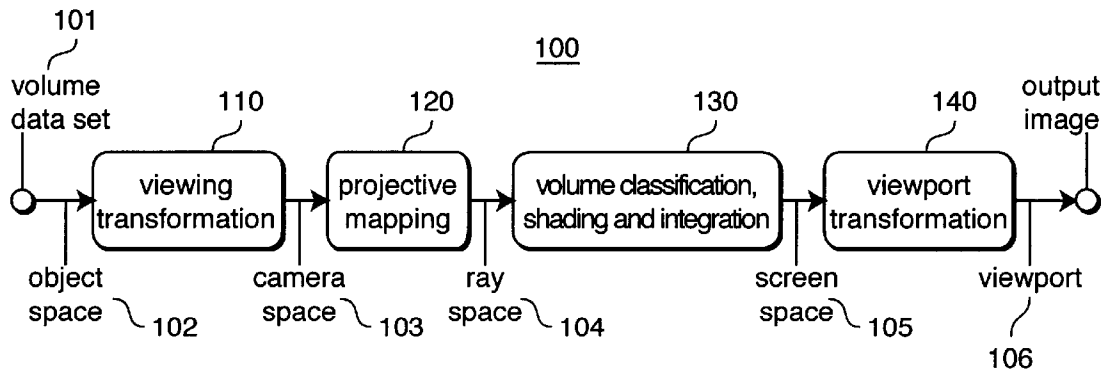 101
100
volume
data set
110
120
130
140
output
image
viewing
transformation
projective
mapping
volume classification,
shading and integration
viewport
transformation
object
space
102
camera
space
103
ray
space
104
screen
space
105
viewport
106